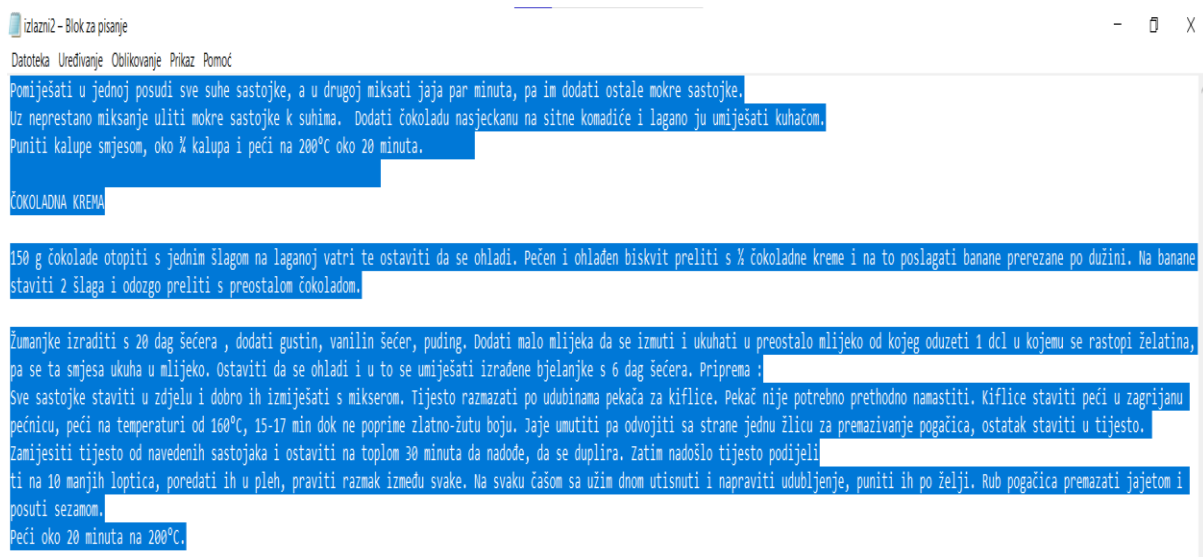 izlazni2 – Blok za pisanje
Datoteka Uređivanje Oblikovanje Prikaz Pomoć
Pomiješati u jednoj posudi sve suhe sastojke, a u drugoj miksati jaja par minuta, pa im dodati ostale mokre sastojke.
Uz neprestano miksanje uliti mokre sastojke k suhima.  Dodati čokoladu nasjeckanu na sitne komadiće i lagano ju umiješati kuhačom.
Puniti kalupe smjesom, oko ¾ kalupa i peći na 200ºC oko 20 minuta.
ČOKOLADNA KREMA
150 g čokolade otopiti s jednim šlagom na laganoj vatri te ostaviti da se ohladi. Pečen i ohlađen biskvit preliti s čokoladne kreme i na to poslagati banane prerezane po dužini. Na banane
staviti 2 šlaga i odozgo preliti s preostalom čokoladom.
Žumanjke izraditi s 20 dag šećera , dodati gustin, vanilin šećer, puding. Dodati malo mlijeka da se izmuti i ukuhati u preostalo mlijeko od kojeg oduzeti 1 dcl u kojemu se rastopi želatina,
pa se ta smjesa ukuha u mlijeko. Ostaviti da se ohladi i u to se umiješati izrađene bjelanjke s 6 dag šećera. Priprema :
Sve sastojke staviti u zdjelu i dobro ih izmiješati s mikserom. Tijesto razmazati po udubinama pekača za kiflice. Pekač nije potrebno prethodno namastiti. Kiflice staviti peći u zagrijanu
pećnicu, peći na temperaturi od 160ºC, 15-17 min dok ne poprime zlatno-žutu boju. Jaje umutiti pa odvojiti sa strane jednu žlicu za premazivanje pogačica, ostatak staviti u tijesto.
Zamijesiti tijesto od navedenih sastojaka i ostaviti na toplom 30 minuta da nadođe, da se duplira. Zatim nadošlo tijesto podijeli
ti na 10 manjih loptica, poredati ih u pleh, praviti razmak između svake. Na svaku čašom sa užim dnom utisnuti i napraviti udubljenje, puniti ih po želji. Rub pogačica premazati jajetom i
posuti sezamom.
Peći oko 20 minuta na 200ºC.